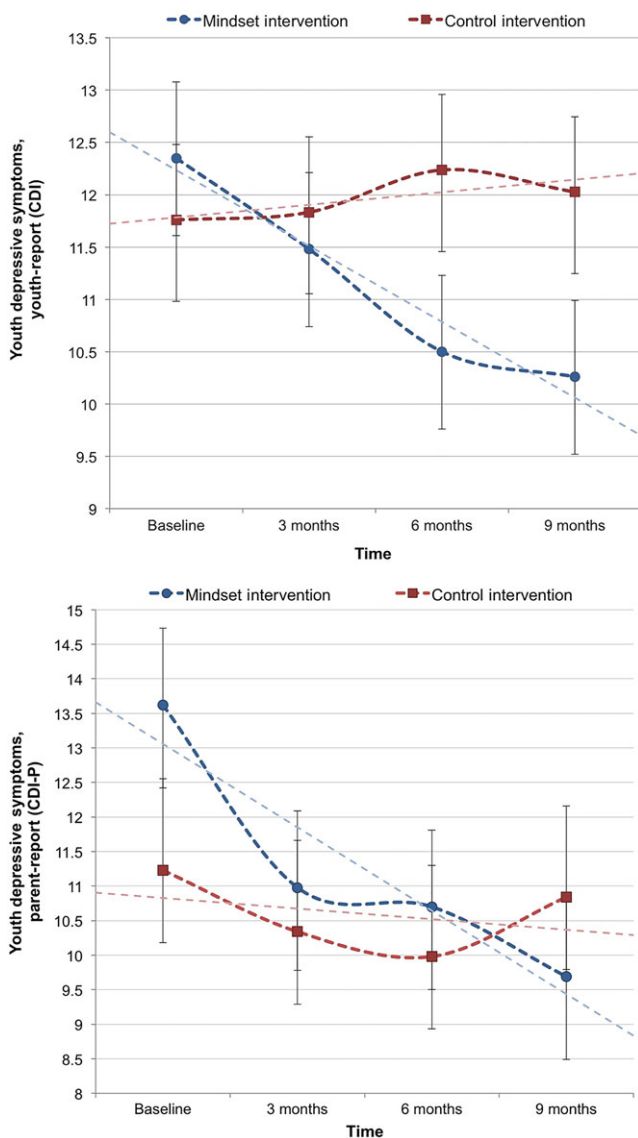 Mindset intervention Control intervention
13.5
13
12.5
12
11.5
11
10.5
10
9.5
9
Youth depressive symptoms,
youth-report (CDI)
Baseline 3 months 6 months 9 months
Time
Mindset intervention Control intervention
15
14.5
14
13.5
13
12.5
12
11.5
11
10.5
10
9.5
9
8.5
8
Youth depressive symptoms,
parent-report (CDI-P)
Baseline 3 months 6 months 9 months
Time